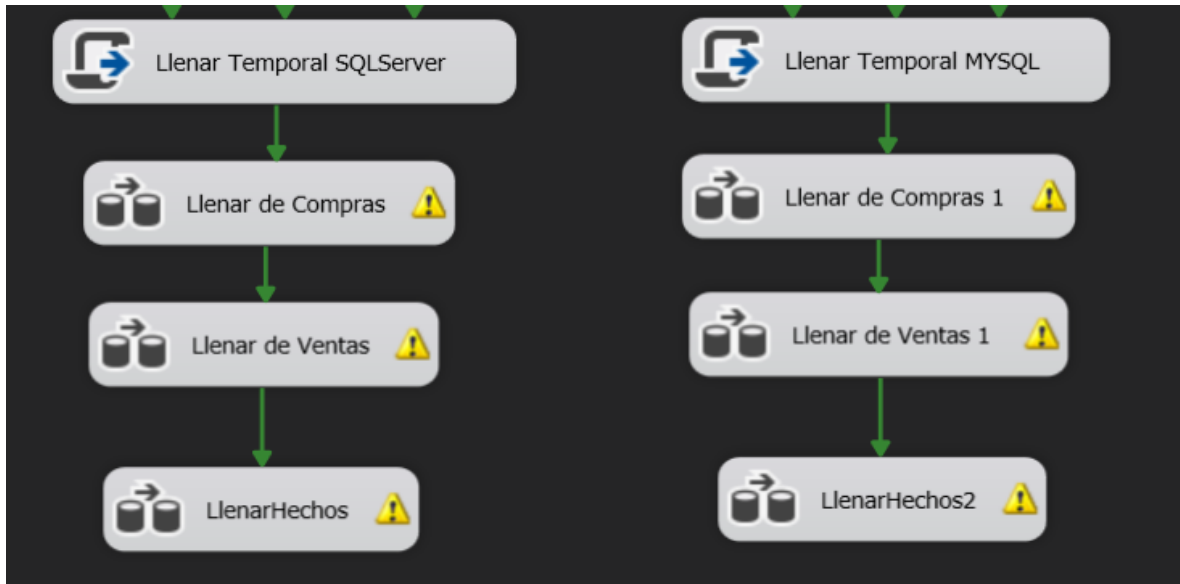 Llenar Temporal SQLServer
Llenar de Compras
Llenar de Ventas
LlenarHechos
Llenar Temporal MYSQL
Llenar de Compras 1
Llenar de Ventas 1
LlenarHechos2